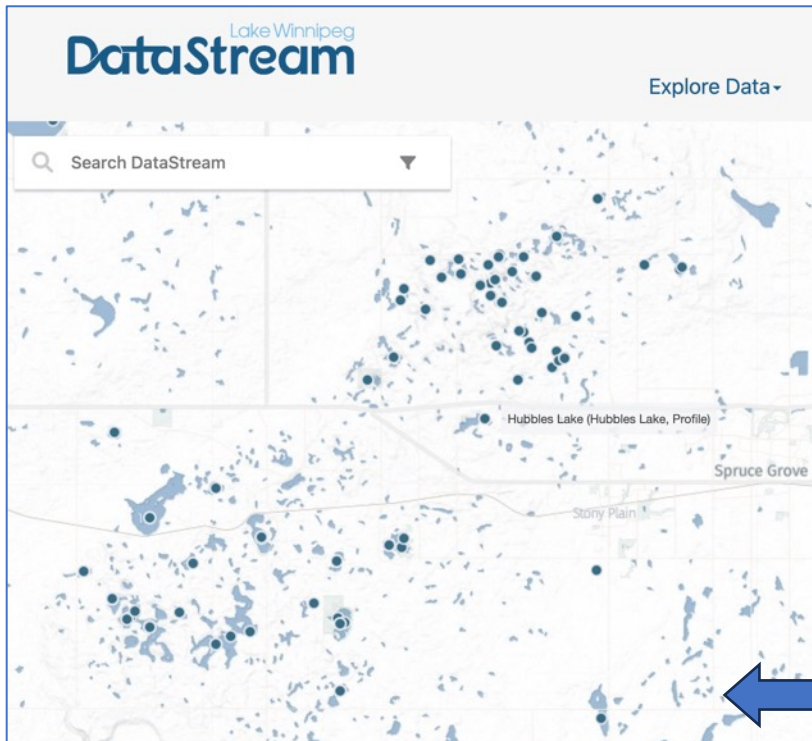 Lake Winnipeg
DataStream
Explore Data
Search DataStream
Hubbles Lake (Hubbles Lake, Profile)
Spruce Grove
Stony Plain